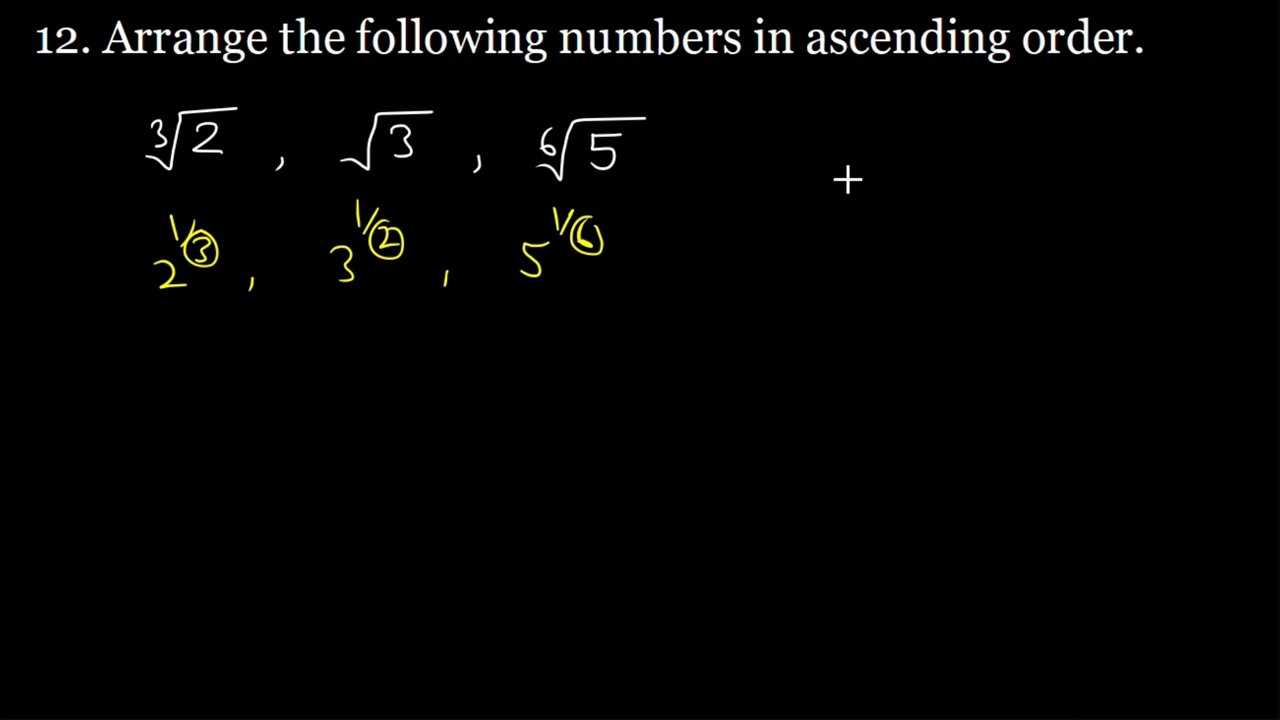 12. Arrange the following numbers in ascending order.
∛2 , √3 , ⁶√5
2^1/3 , 3^1/2 , 5^1/6